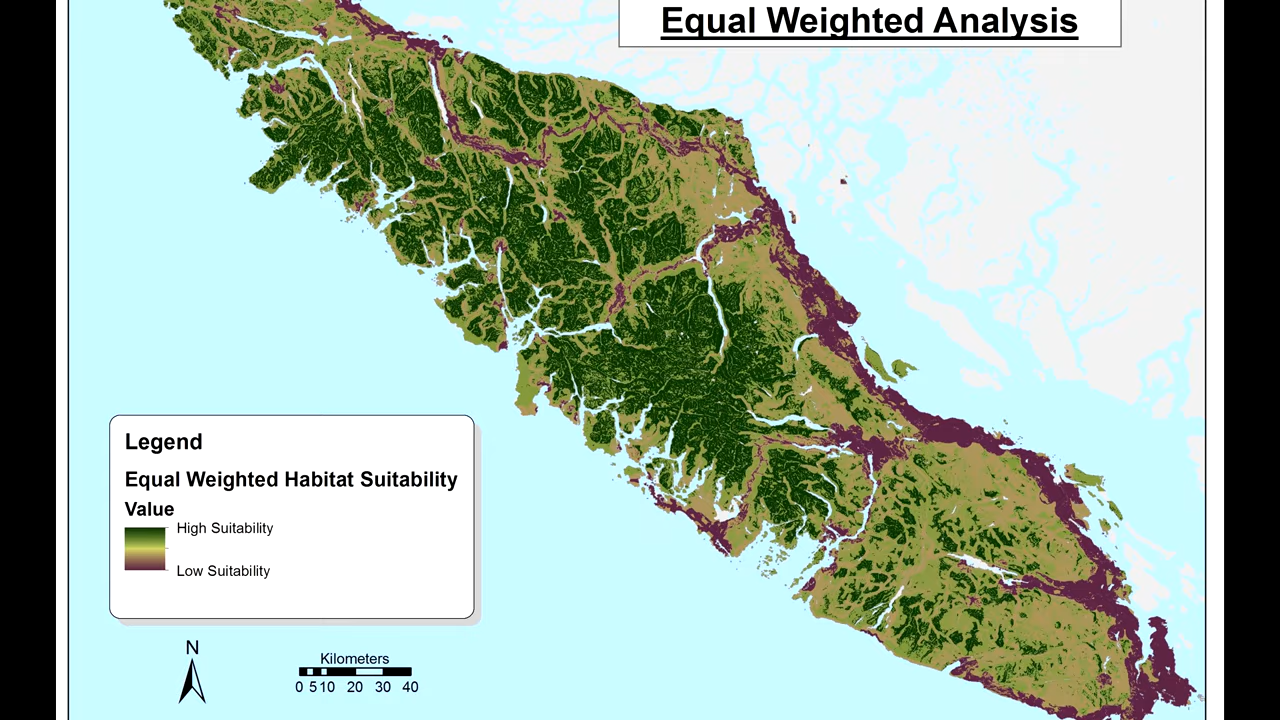 Equal Weighted Analysis
Legend
Equal Weighted Habitat Suitability
Value
High Suitability
Low Suitability
N
Kilometers
0 5 10 20 30 40